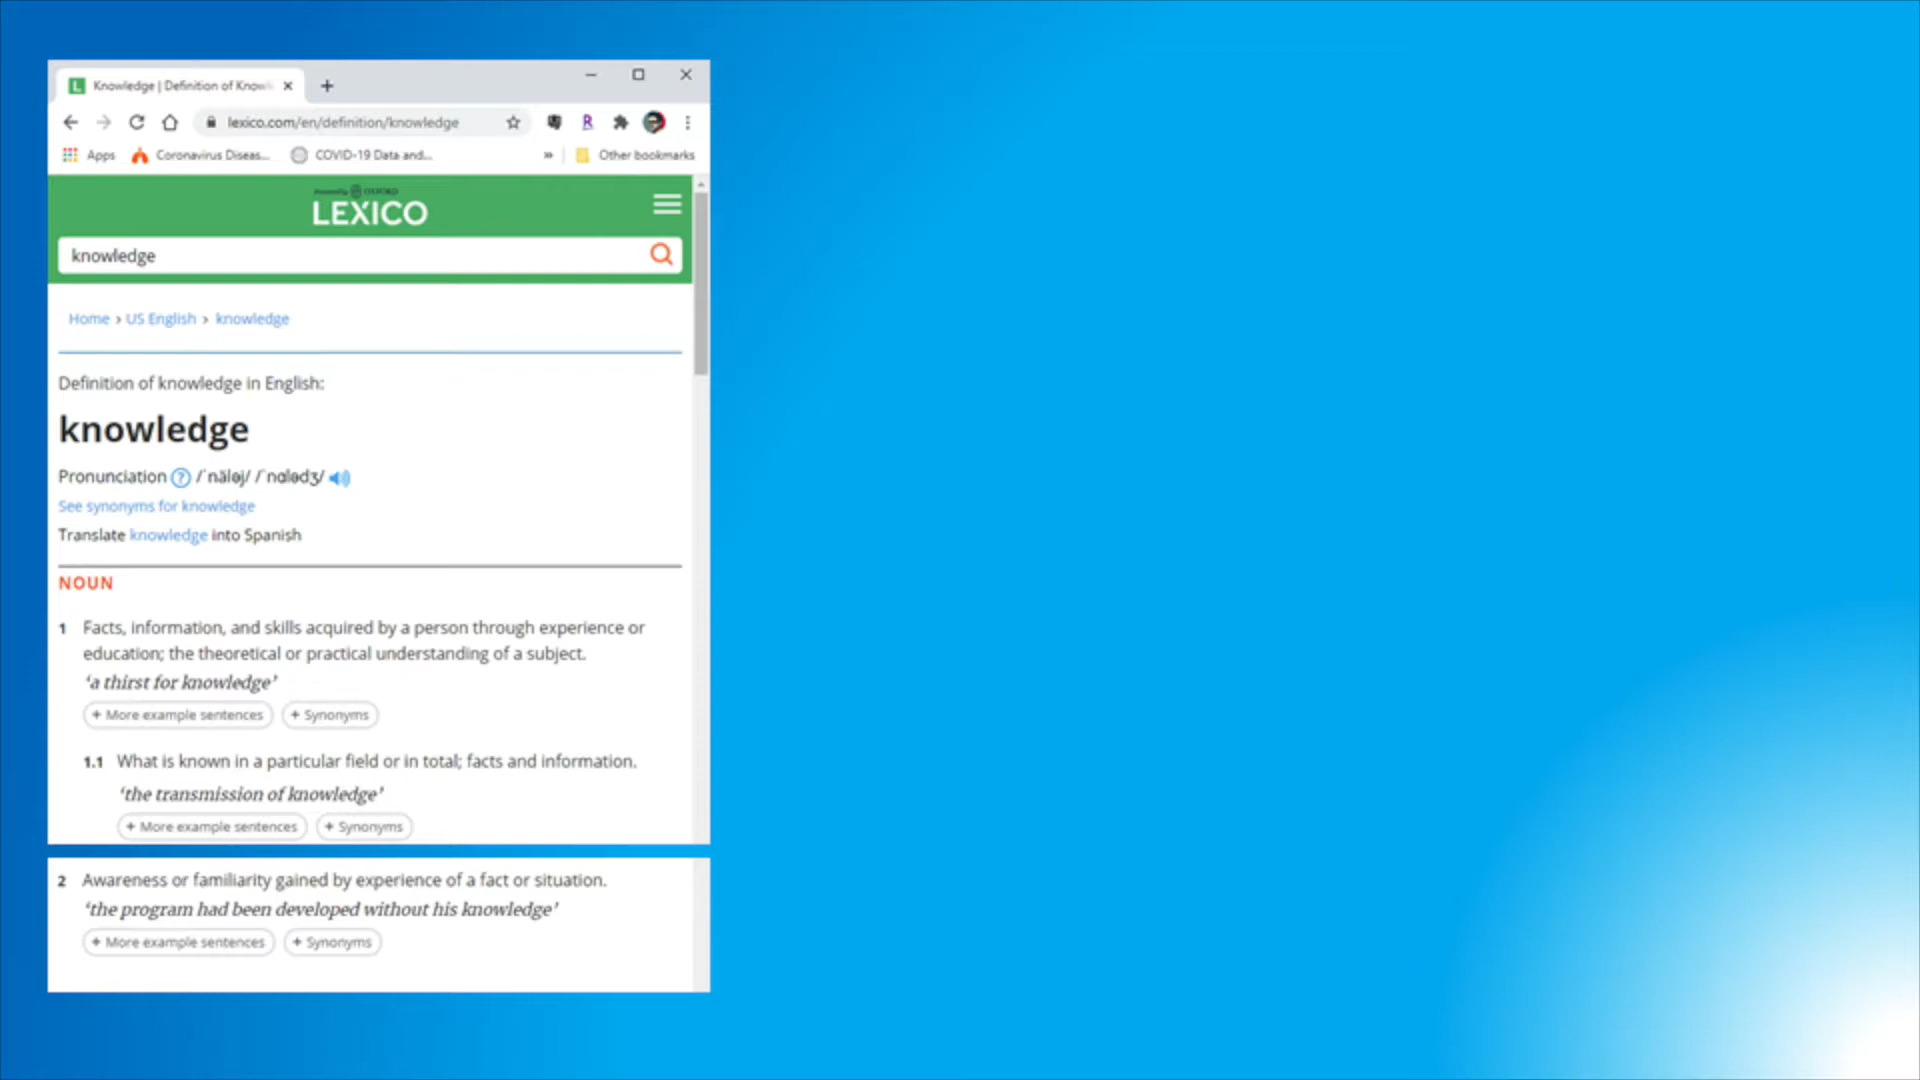 Knowledge | Definition of Knowl
lexico.com/en/definition/knowledge
R
Apps
Coronavirus Diseas...
COVID-19 Data and...
»
Other bookmarks
OXFORD
LEXICO
knowledge
Home › US English › knowledge
Definition of knowledge in English:
knowledge
Pronunciation ? /ˈnäləj/ /ˈnɑlədʒ/
See synonyms for knowledge
Translate knowledge into Spanish
NOUN
1 Facts, information, and skills acquired by a person through experience or
education; the theoretical or practical understanding of a subject.
‘a thirst for knowledge’
+ More example sentences + Synonyms
1.1 What is known in a particular field or in total; facts and information.
‘the transmission of knowledge’
+ More example sentences + Synonyms
2 Awareness or familiarity gained by experience of a fact or situation.
‘the program had been developed without his knowledge’
+ More example sentences + Synonyms